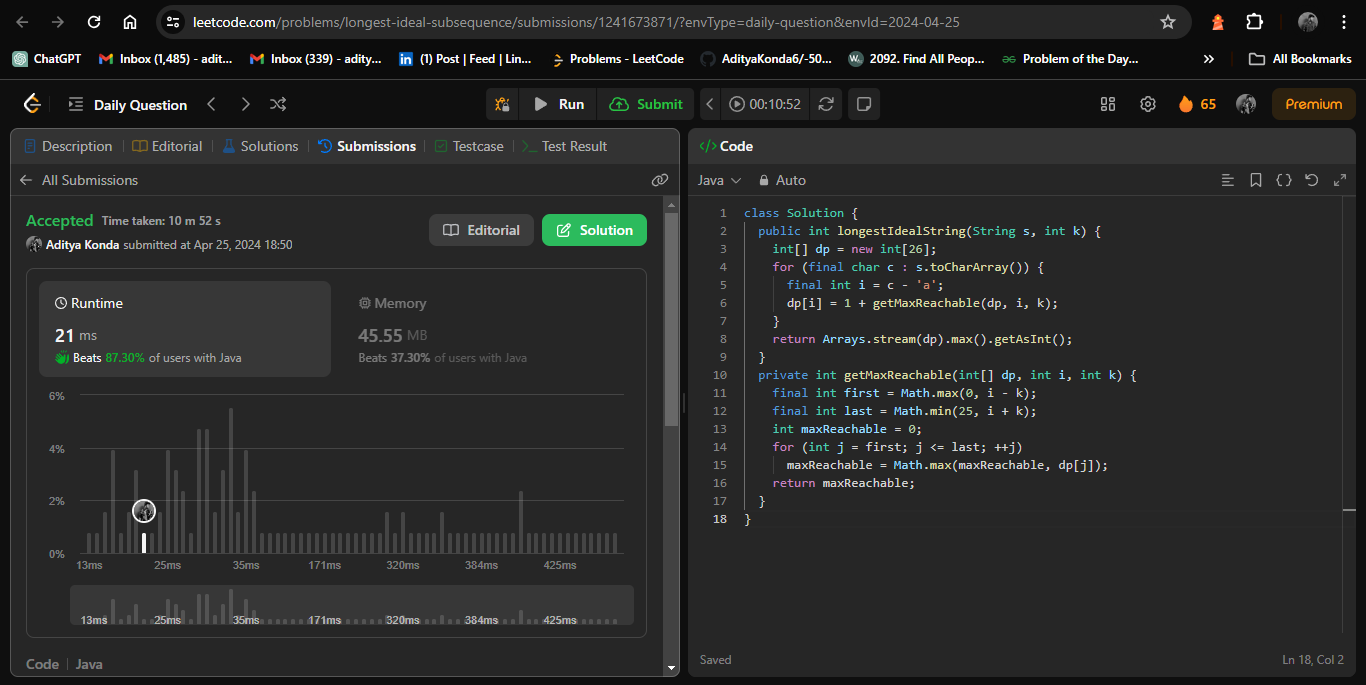 leetcode.com/problems/longest-ideal-subsequence/submissions/1241673871/?envType=daily-question&envId=2024-04-25
ChatGPT Inbox (1,485) - adit... Inbox (339) - adity... (1) Post | Feed | Lin... Problems - LeetCode AdityaKonda6/-50... 2092. Find All Peop... Problem of the Day... » All Bookmarks
Daily Question Run Submit 00:10:52 65 Premium
Description Editorial Solutions Submissions Testcase Test Result
All Submissions
Accepted Time taken: 10 m 52 s
Aditya Konda submitted at Apr 25, 2024 18:50
Editorial Solution
Runtime
21 ms
Beats 87.30% of users with Java
Memory
45.55 MB
Beats 37.30% of users with Java
6%
4%
2%
0%
13ms 25ms 35ms 171ms 320ms 384ms 425ms
13ms 25ms 35ms 171ms 320ms 384ms 425ms
Code | Java
</> Code
Java Auto
1 class Solution {
2 public int longestIdealString(String s, int k) {
3 int[] dp = new int[26];
4 for (final char c : s.toCharArray()) {
5 final int i = c - 'a';
6 dp[i] = 1 + getMaxReachable(dp, i, k);
7 }
8 return Arrays.stream(dp).max().getAsInt();
9 }
10 private int getMaxReachable(int[] dp, int i, int k) {
11 final int first = Math.max(0, i - k);
12 final int last = Math.min(25, i + k);
13 int maxReachable = 0;
14 for (int j = first; j <= last; ++j)
15 maxReachable = Math.max(maxReachable, dp[j]);
16 return maxReachable;
17 }
18 }
Saved Ln 18, Col 2